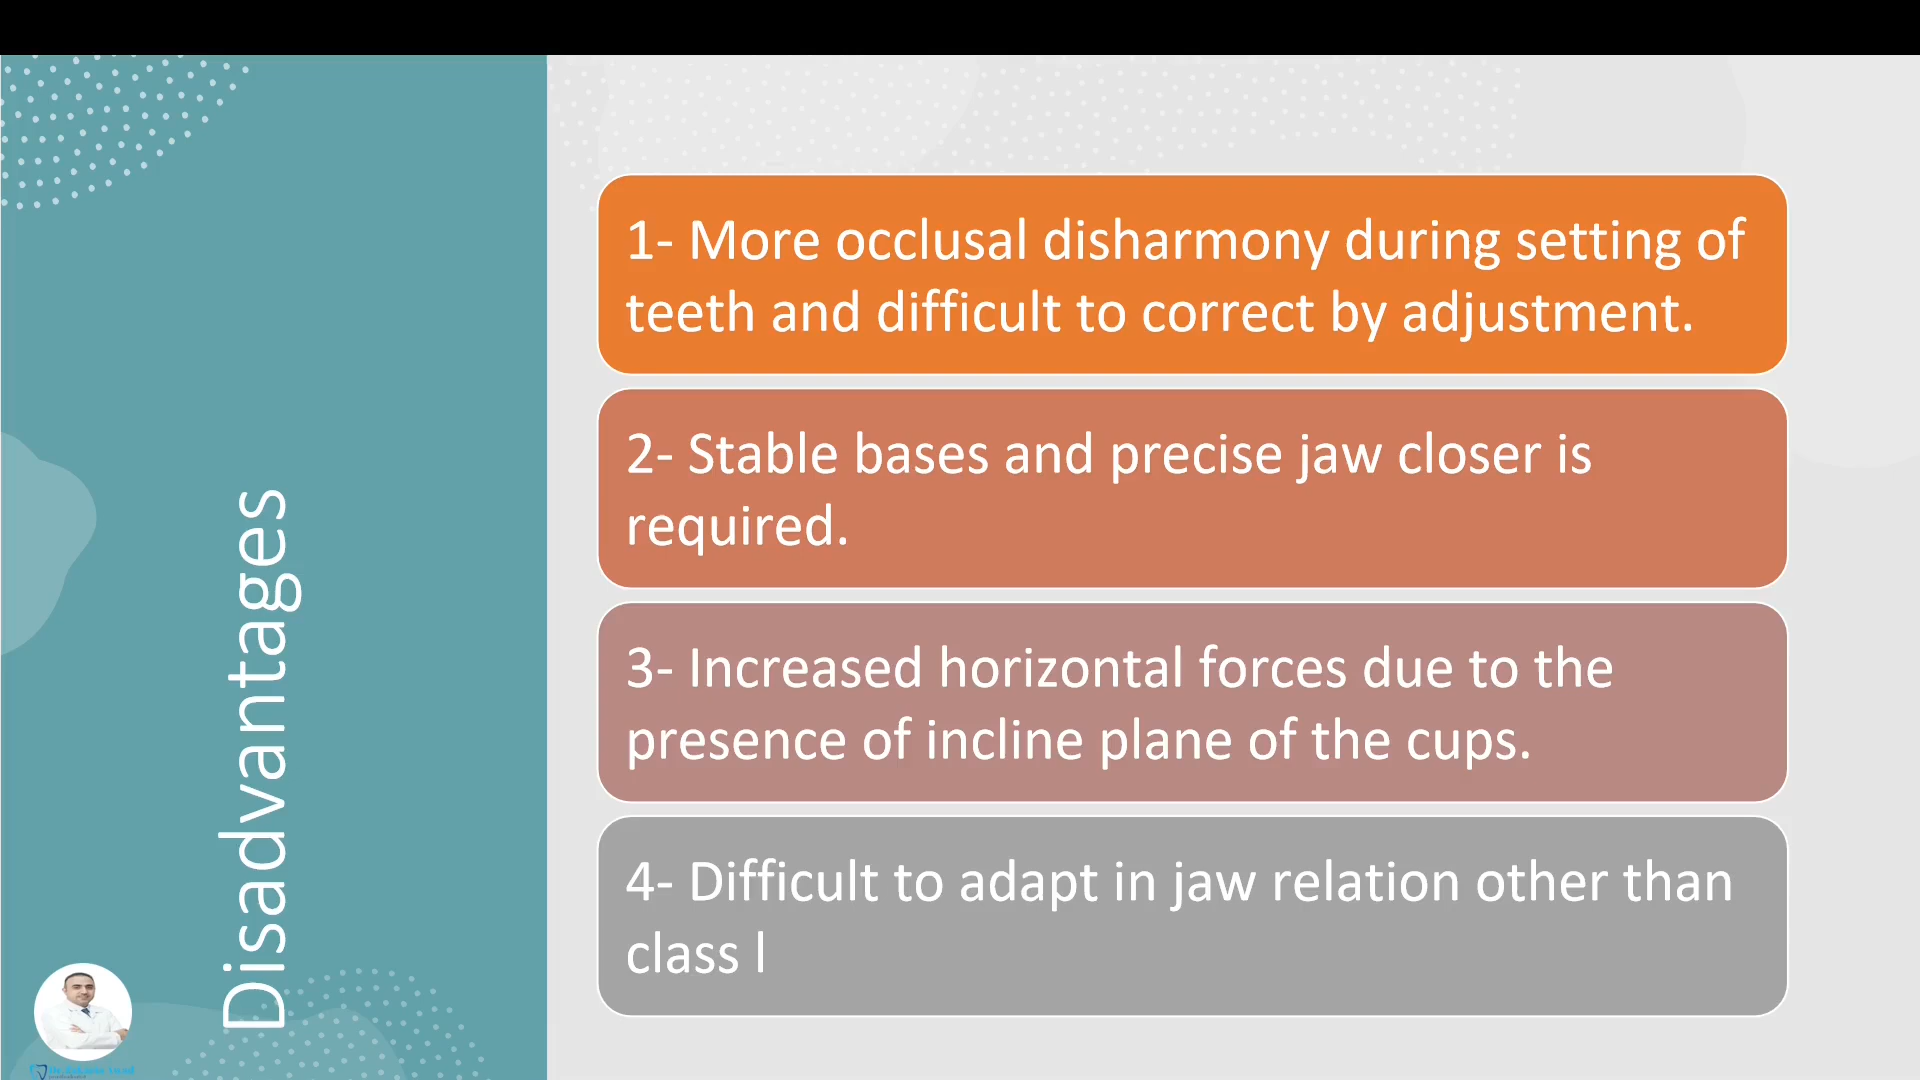 Disadvantages
1- More occlusal disharmony during setting of
teeth and difficult to correct by adjustment.
2- Stable bases and precise jaw closer is
required.
3- Increased horizontal forces due to the
presence of incline plane of the cups.
4- Difficult to adapt in jaw relation other than
class l